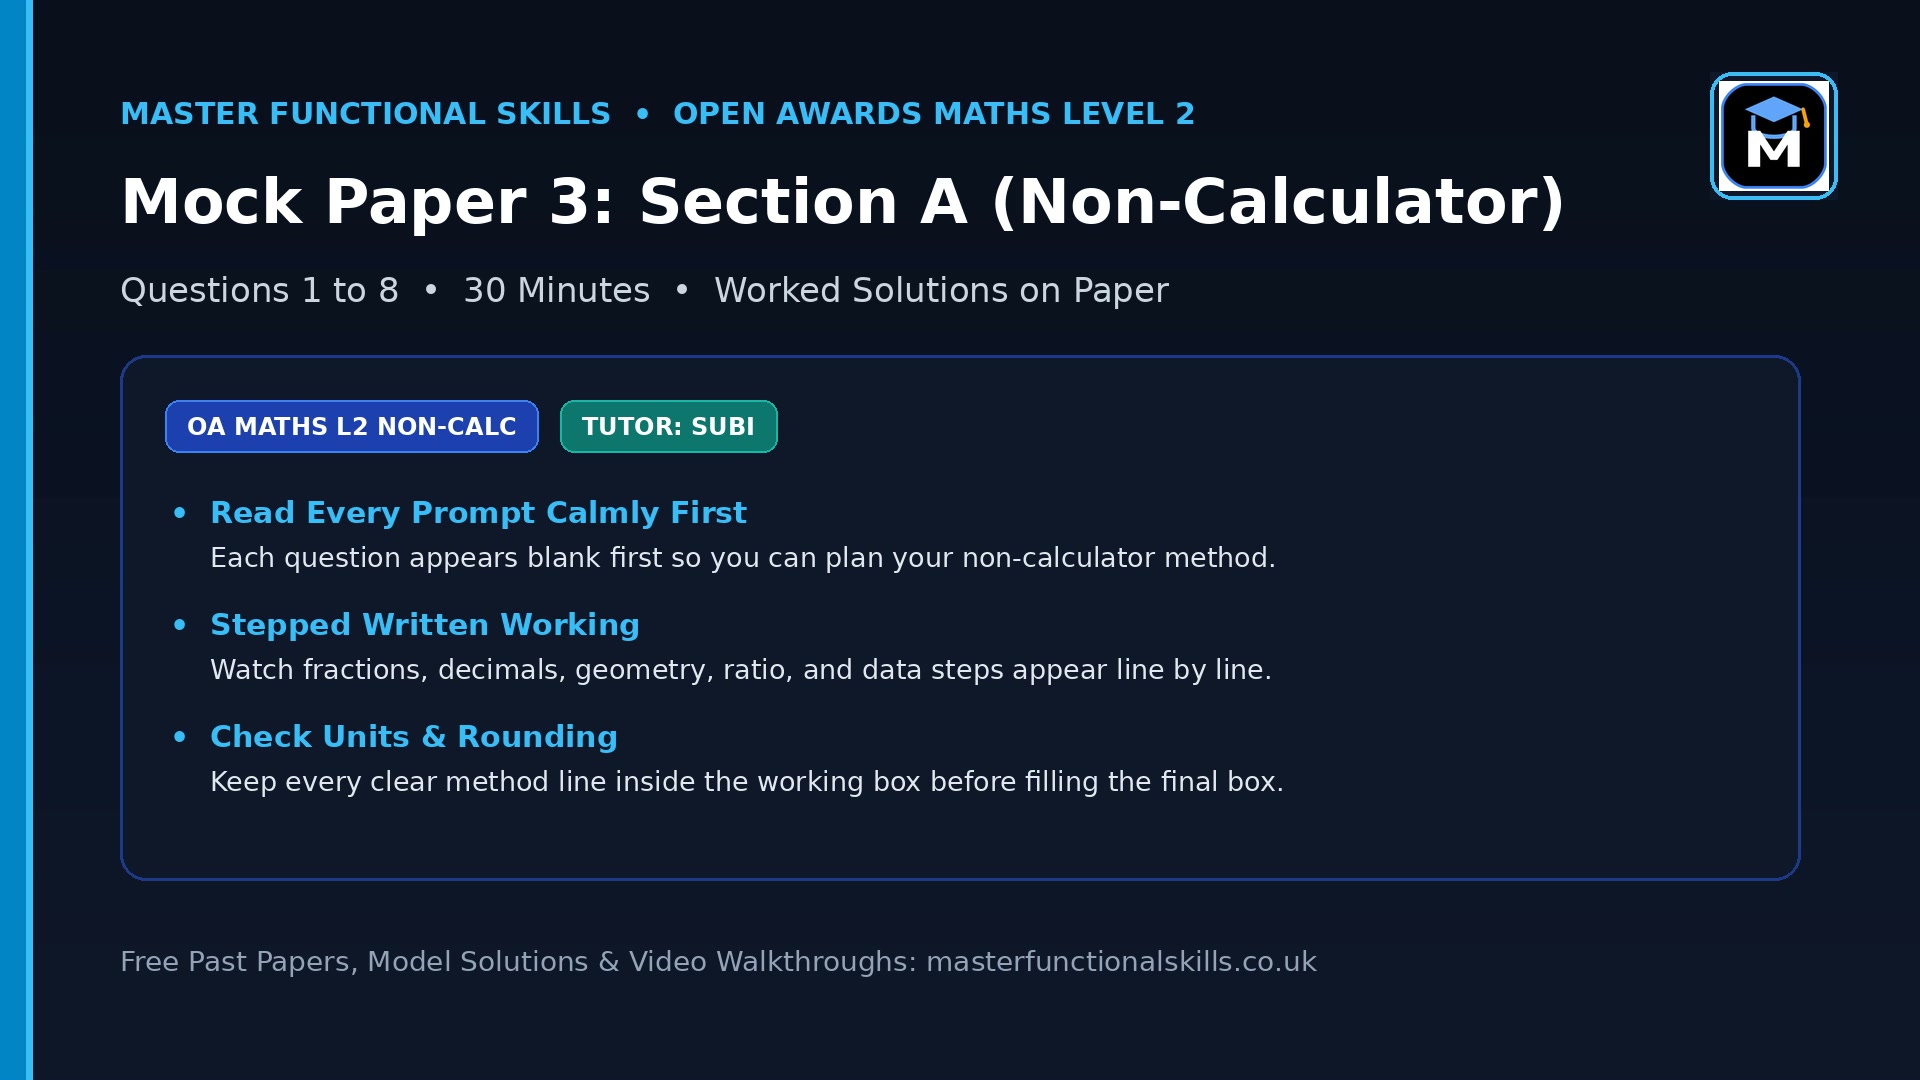 MASTER FUNCTIONAL SKILLS • OPEN AWARDS MATHS LEVEL 2
M
Mock Paper 3: Section A (Non-Calculator)
Questions 1 to 8 • 30 Minutes • Worked Solutions on Paper
OA MATHS L2 NON-CALC
TUTOR: SUBI
• Read Every Prompt Calmly First
Each question appears blank first so you can plan your non-calculator method.
• Stepped Written Working
Watch fractions, decimals, geometry, ratio, and data steps appear line by line.
• Check Units & Rounding
Keep every clear method line inside the working box before filling the final box.
Free Past Papers, Model Solutions & Video Walkthroughs: masterfunctionalskills.co.uk